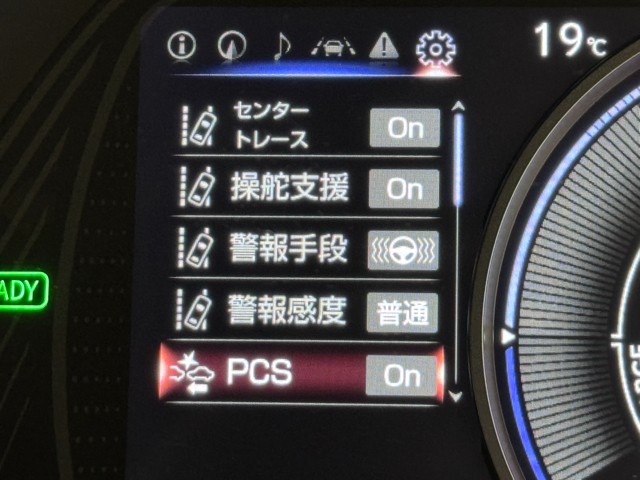 19℃
センター
トレース
On
操舵支援 On
警報手段
警報感度 普通
PCS On
ADY